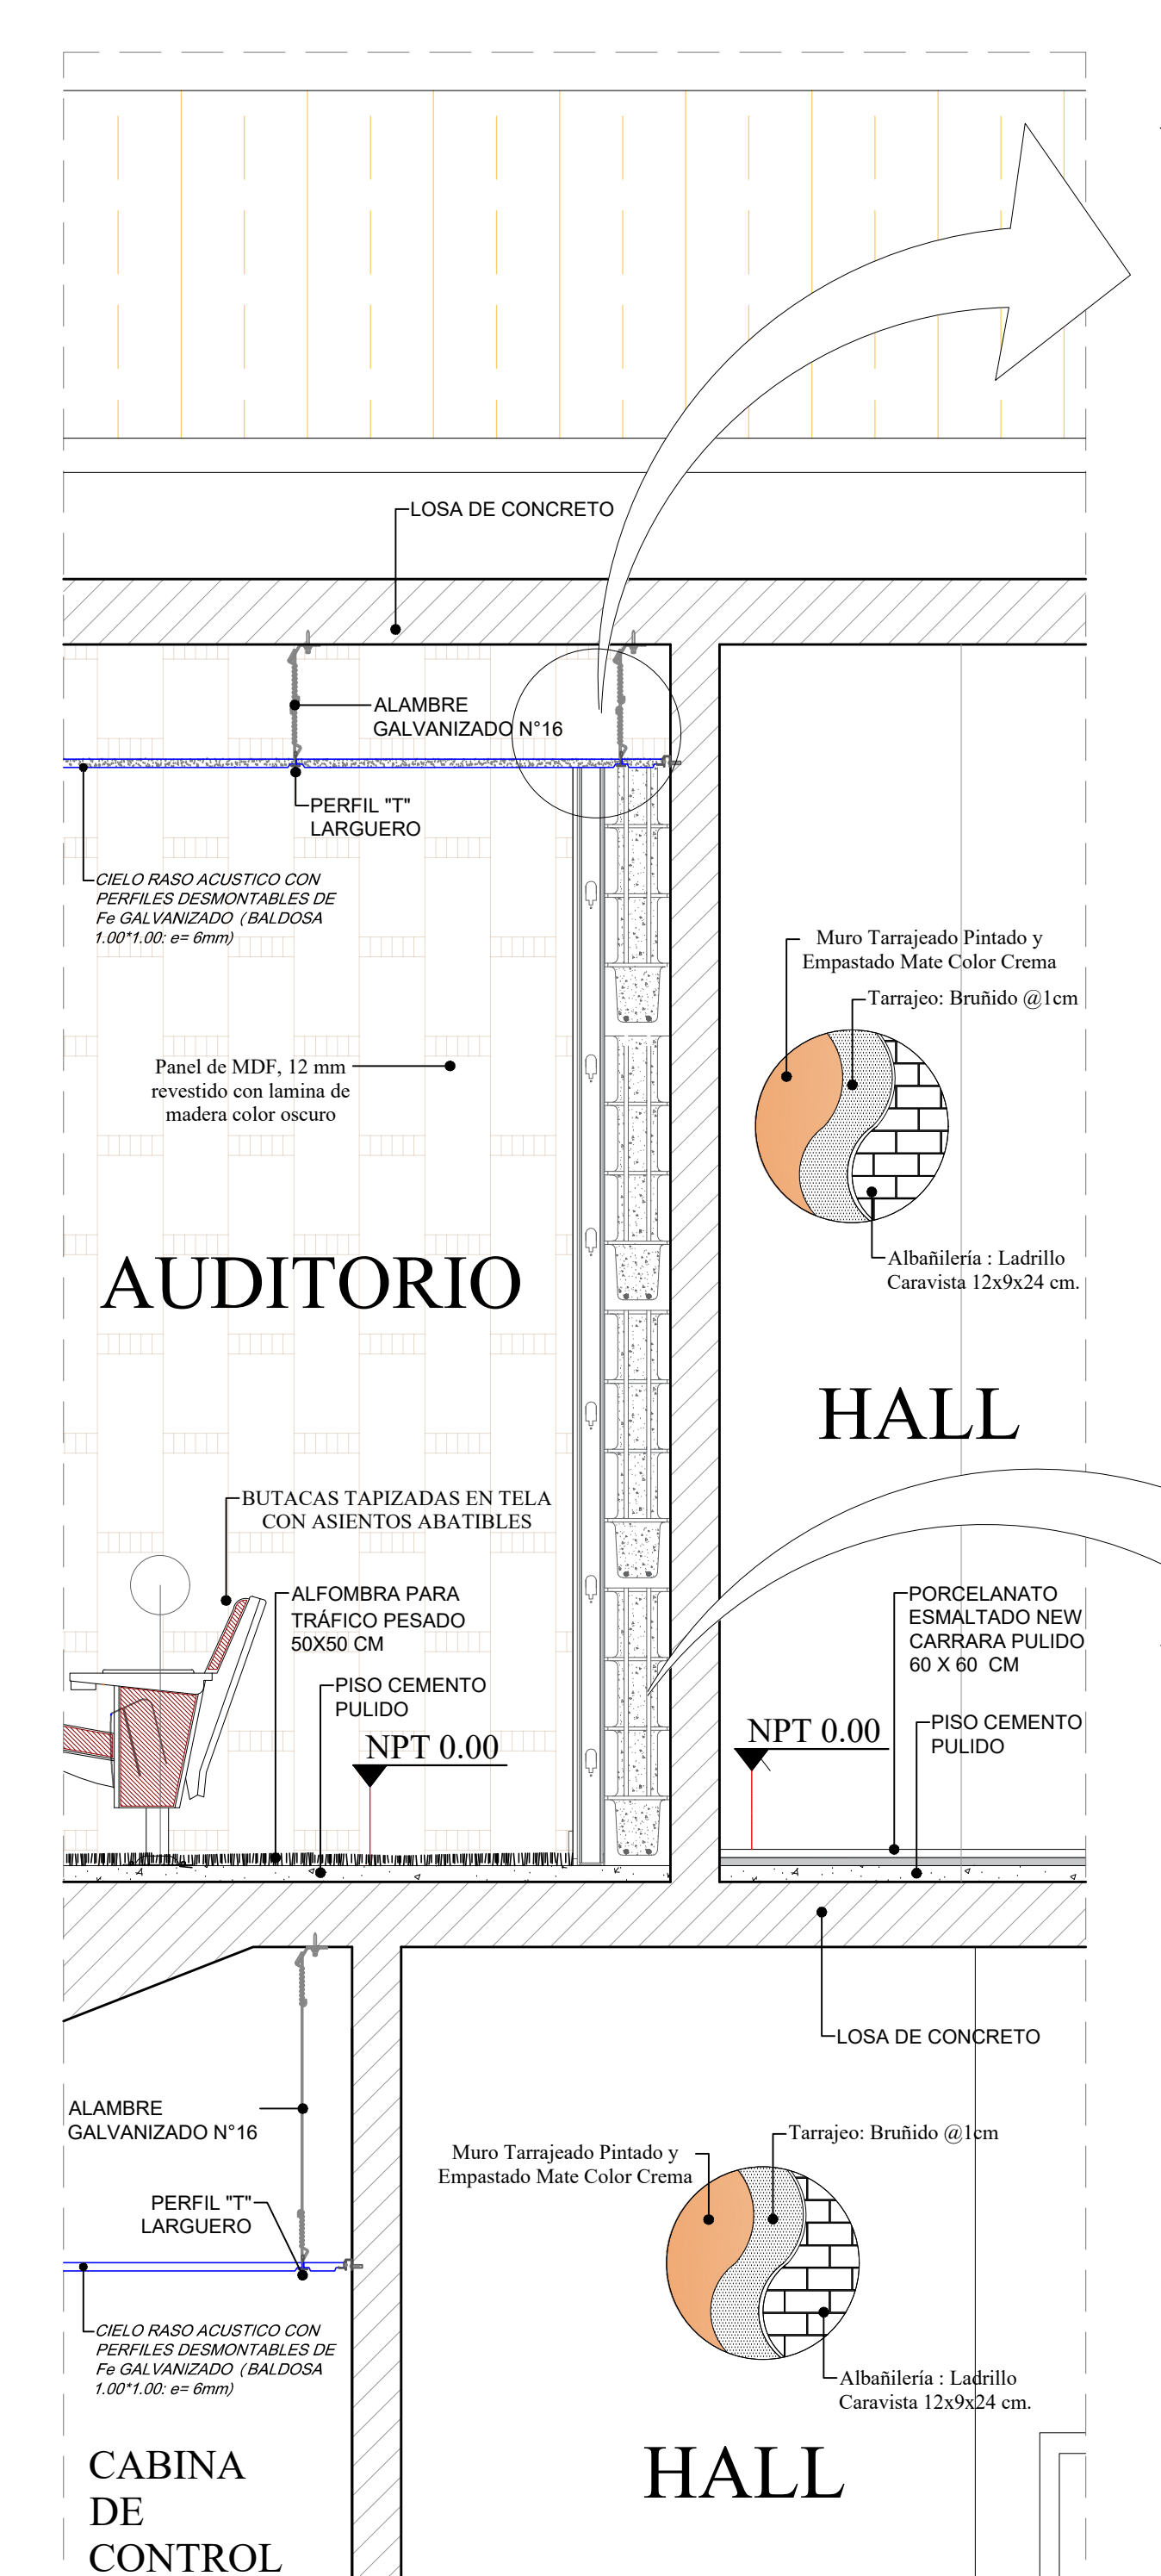 LOSA DE CONCRETO
ALAMBRE
GALVANIZADO N°16
PERFIL "T"
LARGUERO
CIELO RASO ACUSTICO CON
PERFILES DESMONTABLES DE
Fe GALVANIZADO (BALDOSA
1.00*1.00: e= 6mm)
Muro Tarrajeado Pintado y
Empastado Mate Color Crema
Tarrajeo: Bruñido @1cm
Panel de MDF, 12 mm
revestido con lamina de
madera color oscuro
Albañilería : Ladrillo
Caravista 12x9x24 cm.
AUDITORIO
HALL
BUTACAS TAPIZADAS EN TELA
CON ASIENTOS ABATIBLES
ALFOMBRA PARA
TRÁFICO PESADO
50X50 CM
PISO CEMENTO
PULIDO
NPT 0.00
PORCELANATO
ESMALTADO NEW
CARRARA PULIDO
60 X 60 CM
NPT 0.00
PISO CEMENTO
PULIDO
LOSA DE CONCRETO
ALAMBRE
GALVANIZADO N°16
PERFIL "T"
LARGUERO
Muro Tarrajeado Pintado y
Empastado Mate Color Crema
Tarrajeo: Bruñido @1cm
CIELO RASO ACUSTICO CON
PERFILES DESMONTABLES DE
Fe GALVANIZADO (BALDOSA
1.00*1.00: e= 6mm)
Albañilería : Ladrillo
Caravista 12x9x24 cm.
CABINA
DE
CONTROL
HALL